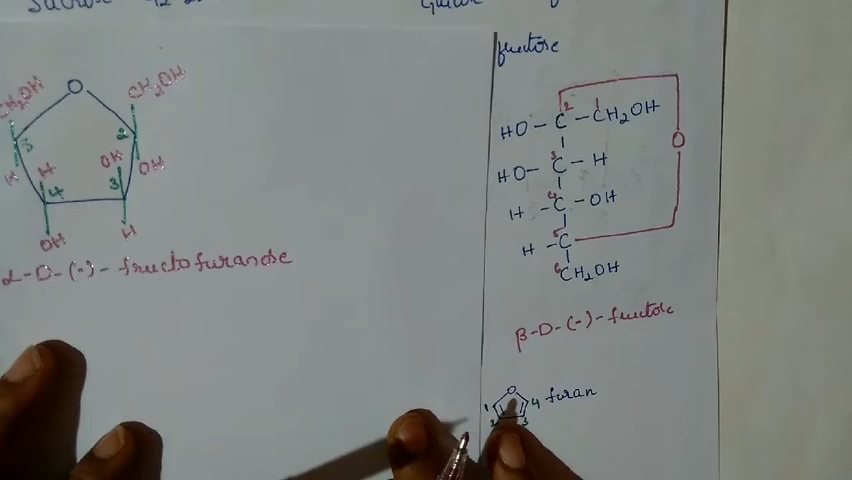 fructose
O
CH2OH
CH2OH
5
2
H
H
OH
OH
4
3
OH
H
α-D-(-)-fructofuranose
HO-C-CH2OH
2
1
O
HO-C-H
3
H-C-OH
4
H-C
5
CH2OH
6
β-D-(-)-fructose
O
1
4 furan
2
3